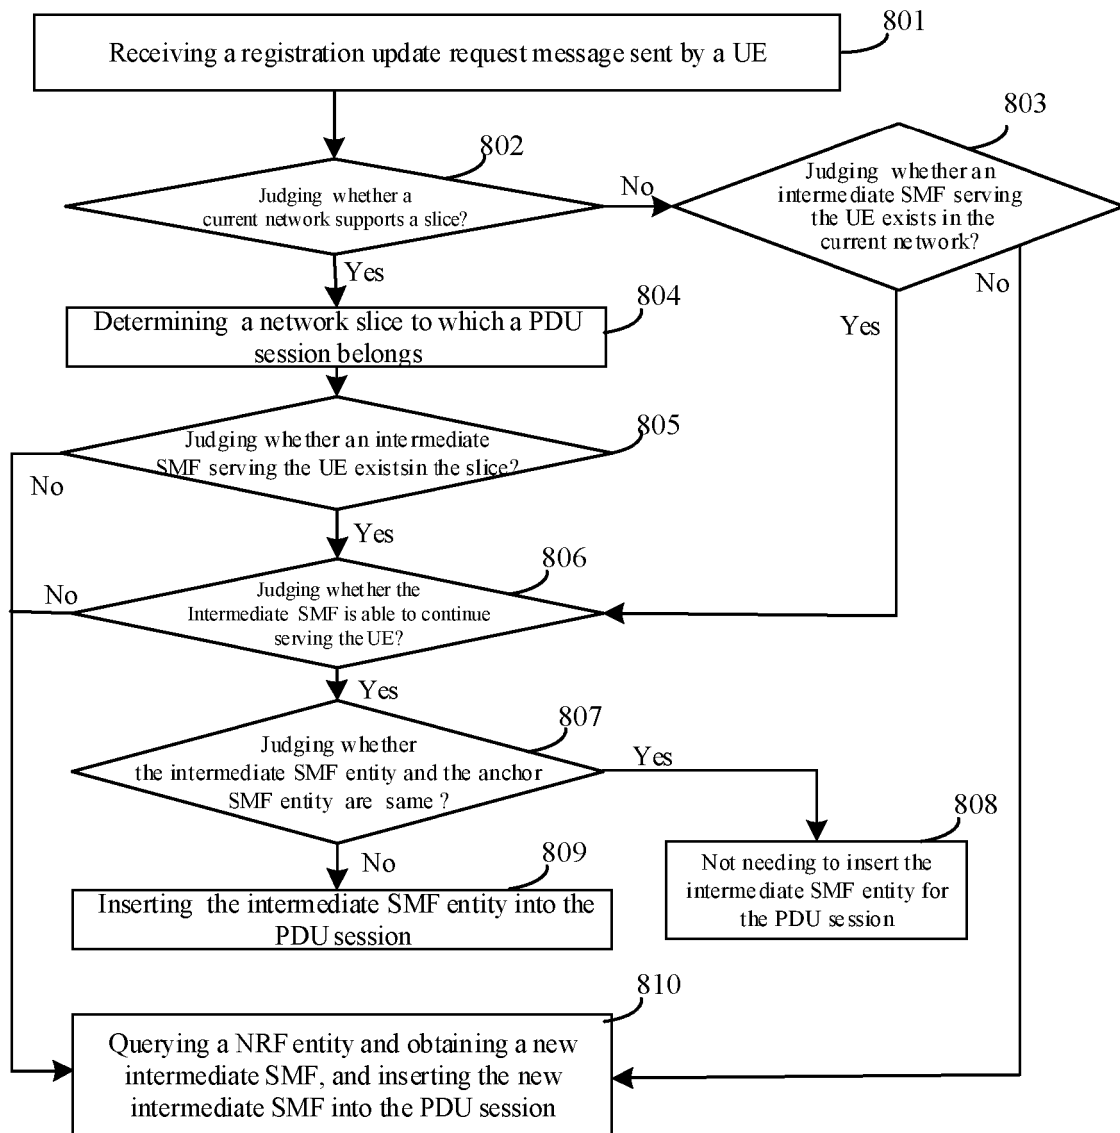 801
Receiving a registration update request message sent by a UE
802
803
Judging whether a
current network supports a slice?
No
Judging whether an
intermediate SMF serving
the UE exists in the
current network?
Yes
No
804
Determining a network slice to which a PDU
session belongs
Yes
805
Judging whether an intermediate
SMF serving the UE existsin the slice?
No
Yes
806
Judging whether the
Intermediate SMF is able to continue
serving the UE?
No
Yes
807
Judging whether
the intermediate SMF entity and the anchor
SMF entity are same ?
Yes
808
Not needing to insert the
intermediate SMF entity for
the PDU session
No
809
Inserting the intermediate SMF entity into the
PDU session
810
Querying a NRF entity and obtaining a new
intermediate SMF, and inserting the new
intermediate SMF into the PDU session